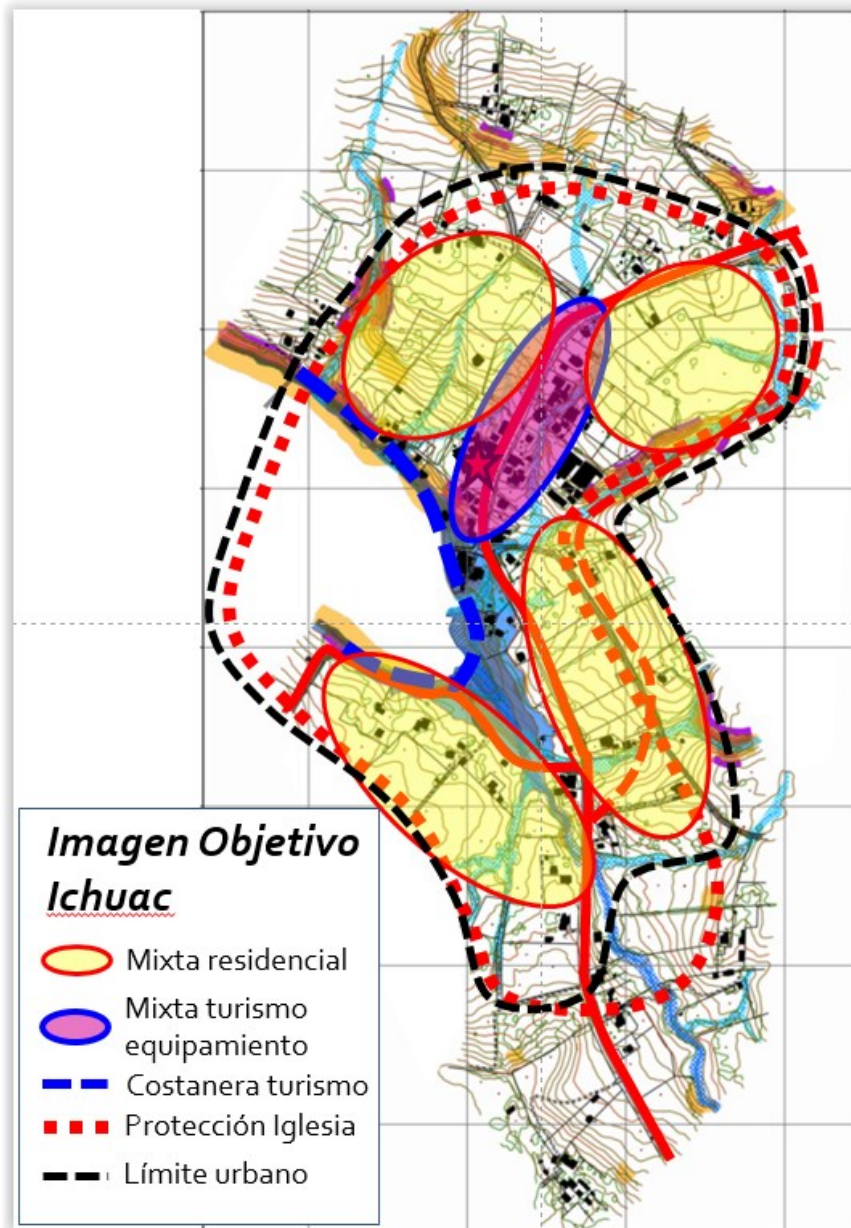 Imagen Objetivo
Ichuac
Mixta residencial
Mixta turismo
equipamiento
Costanera turismo
Protección Iglesia
Límite urbano